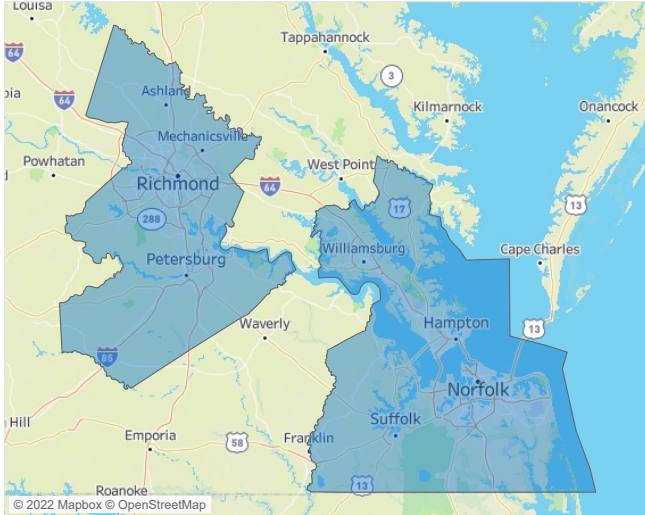 Louisa
64
Tappahannock
3
64
Ashland
bia
Kilmarnock
Onancock
Mechanicsville
Powhatan
West Point
Richmond
64
13
17
288
Williamsburg
Cape Charles
Petersburg
Waverly
Hampton
13
85
Norfolk
Hill
Suffolk
Emporia
58
Franklin
13
Roanoke
© 2022 Mapbox © OpenStreetMap